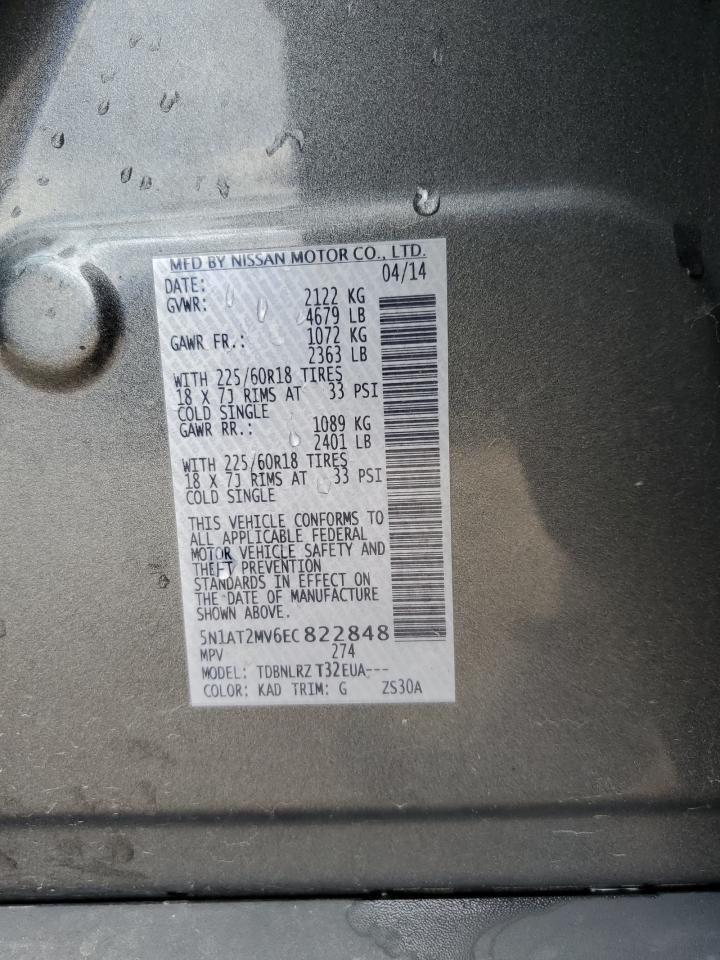 MFD BY NISSAN MOTOR CO., LTD.
DATE: 04/14
GVWR: 2122 KG
4679 LB
GAWR FR.: 1072 KG
2363 LB
WITH 225/60R18 TIRES
18 X 7J RIMS AT 33 PSI
COLD SINGLE
GAWR RR.: 1089 KG
2401 LB
WITH 225/60R18 TIRES
18 X 7J RIMS AT 33 PSI
COLD SINGLE
THIS VEHICLE CONFORMS TO
ALL APPLICABLE FEDERAL
MOTOR VEHICLE SAFETY AND
THEFT PREVENTION
STANDARDS IN EFFECT ON
THE DATE OF MANUFACTURE
SHOWN ABOVE.
5N1AT2MV6EC822848
MPV 274
MODEL: TDBNLRZ T32EUA---
COLOR: KAD TRIM: G ZS30A